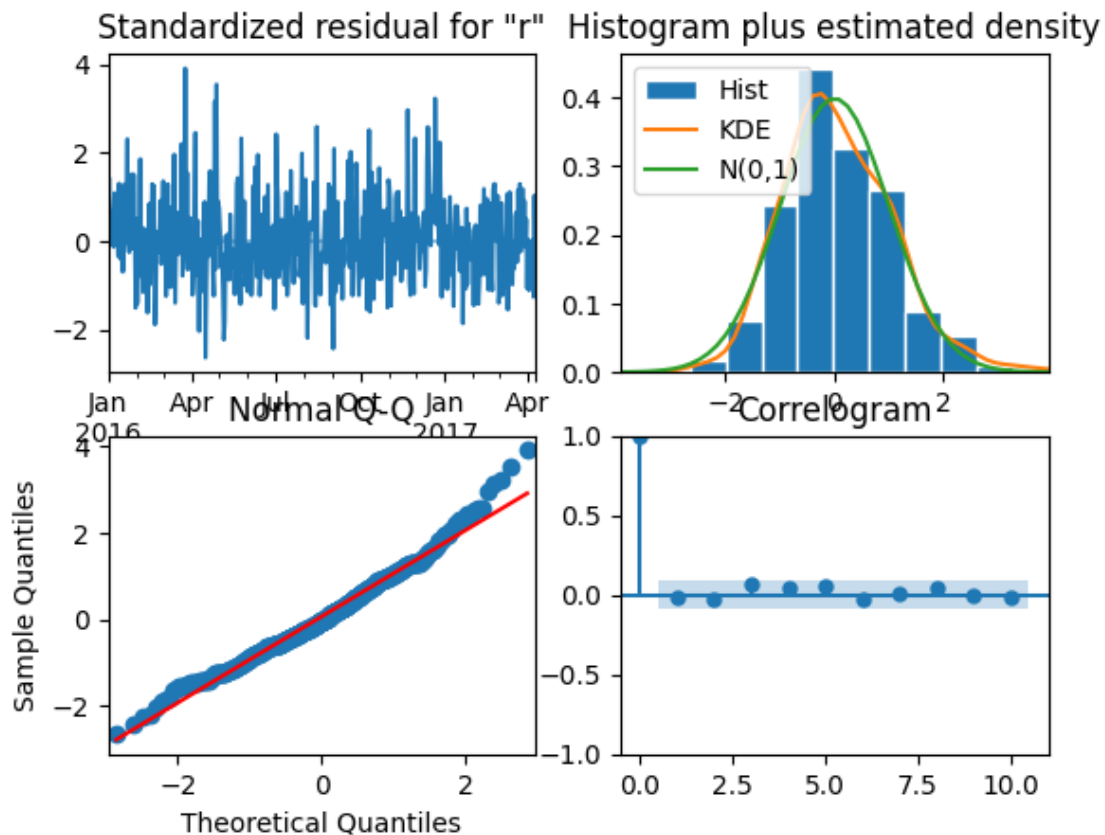 Standardized residual for "r"
4
2
0
−2
Jan
2016
Apr
Jul
Oct
Jan
2017
Apr
Histogram plus estimated density
Hist
KDE
N(0,1)
0.4
0.3
0.2
0.1
0.0
−2
0
2
Normal Q-Q
Sample Quantiles
4
2
0
−2
−2
0
2
Theoretical Quantiles
Correlogram
1.0
0.5
0.0
−0.5
−1.0
0.0
2.5
5.0
7.5
10.0